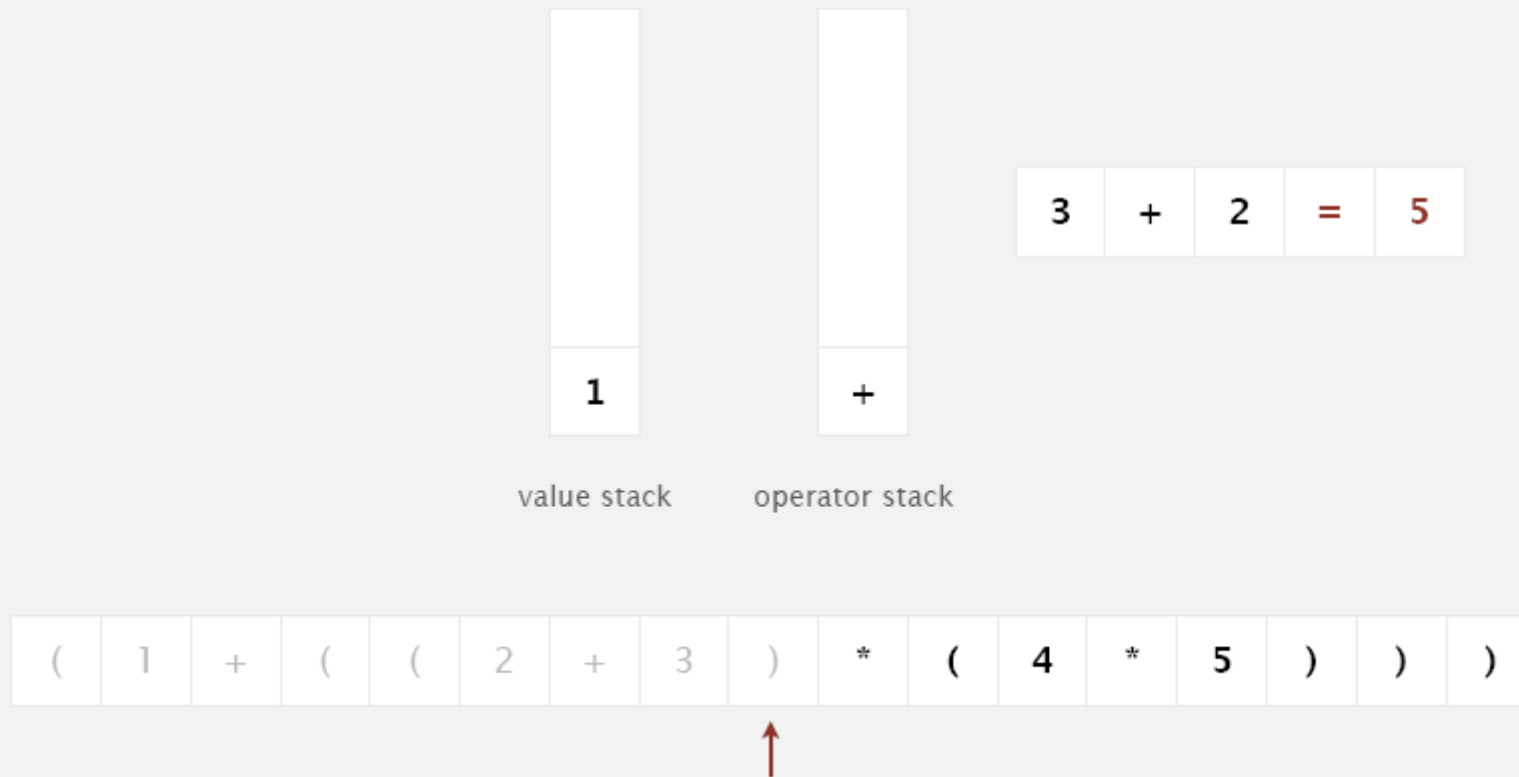 3 + 2 = 5
1 +
value stack operator stack
( 1 + ( ( 2 + 3 ) * ( 4 * 5 ) ) )